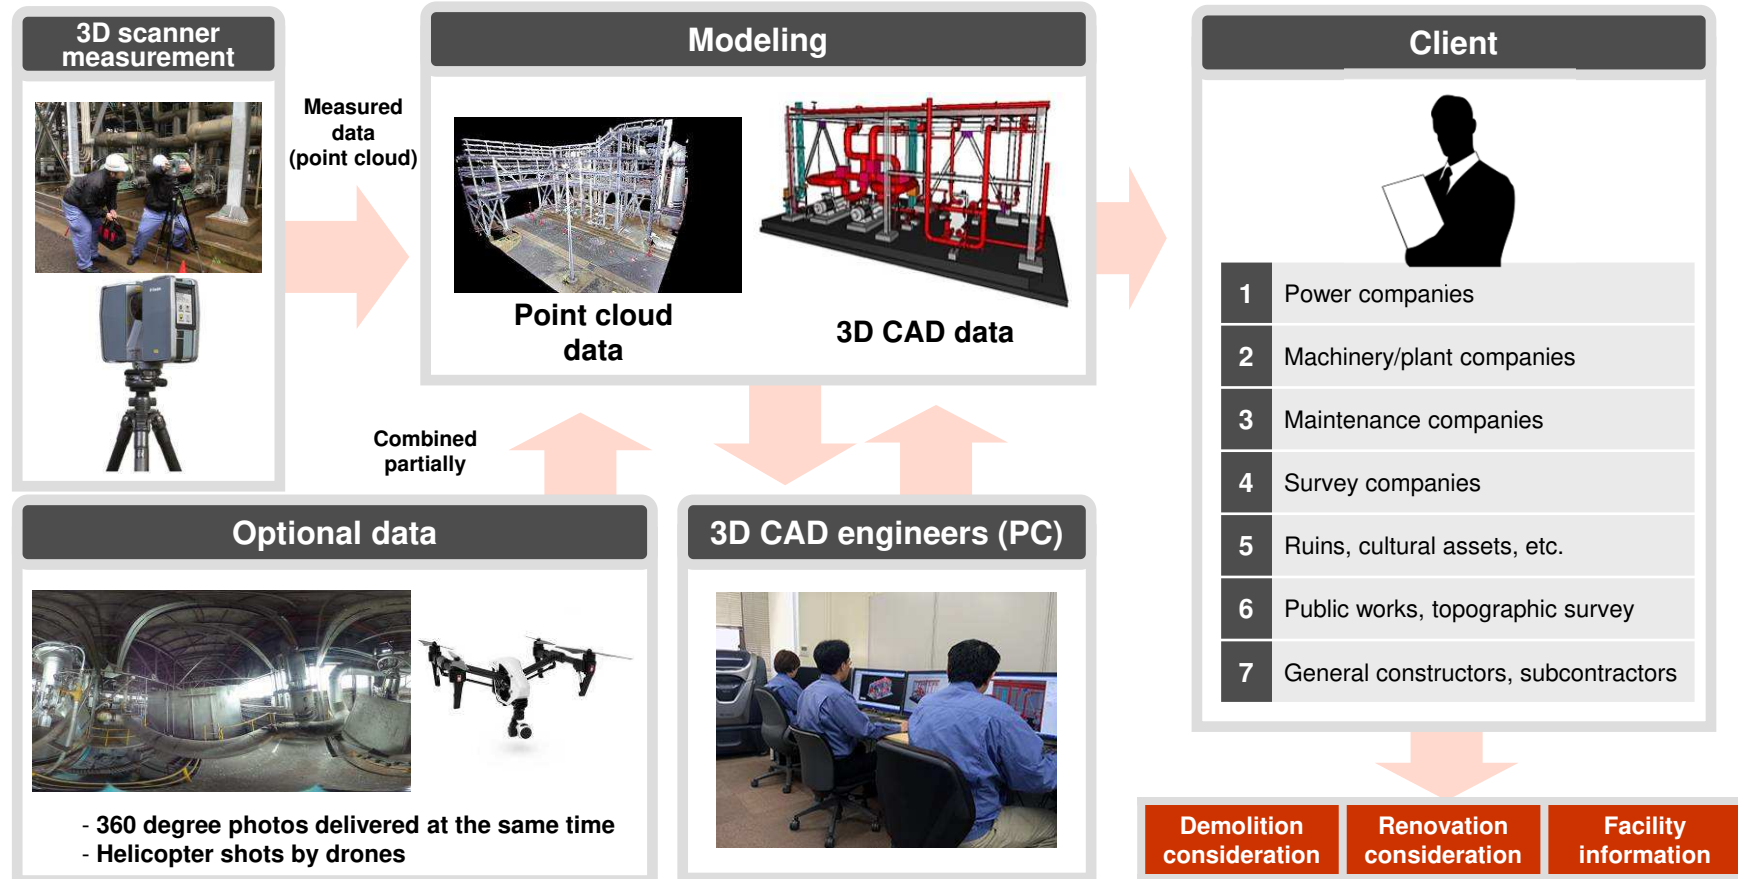 3D scanner
measurement
Measured
data
(point cloud)
Modeling
Point cloud
data
3D CAD data
Client
1 Power companies
2 Machinery/plant companies
3 Maintenance companies
4 Survey companies
5 Ruins, cultural assets, etc.
6 Public works, topographic survey
7 General constructors, subcontractors
Combined
partially
Optional data
- 360 degree photos delivered at the same time
- Helicopter shots by drones
3D CAD engineers (PC)
Demolition
consideration
Renovation
consideration
Facility
information